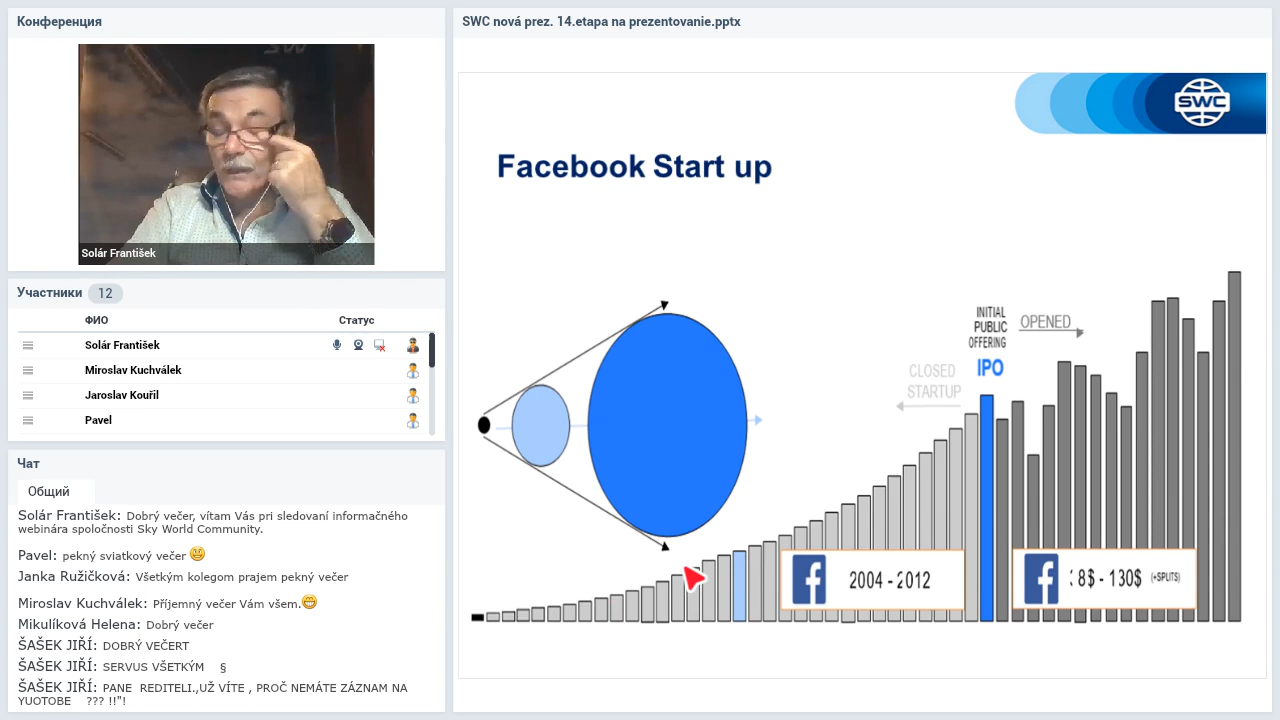 Конференция
Solár František
Участники 12
ФИО Статус
Solár František
Miroslav Kuchválek
Jaroslav Kouřil
Pavel
Чат
Общий
Solár František: Dobrý večer, vítam Vás pri sledovaní informačného
webinára spoločnosti Sky World Community.
Pavel: pekný sviatkový večer
Janka Ružičková: Všetkým kolegom prajem pekný večer
Miroslav Kuchválek: Příjemný večer Vám všem.
Mikulíková Helena: Dobrý večer
ŠAŠEK JIŘÍ: DOBRÝ VEČERT
ŠAŠEK JIŘÍ: SERVUS VŠETKÝM §
ŠAŠEK JIŘÍ: PANE REDITELI.,UŽ VÍTE , PROČ NEMÁTE ZÁZNAM NA
YUOTOBE ??? !!"!
SWC nová prez. 14.etapa na prezentovanie.pptx
SWC
Facebook Start up
INITIAL
PUBLIC
OFFERING
IPO
OPENED
CLOSED
STARTUP
2004 - 2012
8$ - 130$ (+SPLITS)